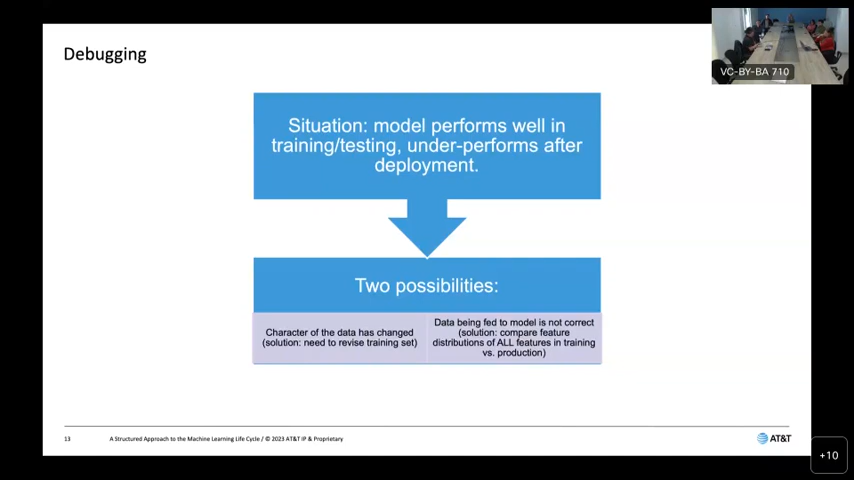 Debugging
VC-BY-BA 710
Situation: model performs well in
training/testing, under-performs after
deployment.
Two possibilities:
Character of the data has changed
(solution: need to revise training set)
Data being fed to model is not correct
(solution: compare feature
distributions of ALL features in training
vs. production)
13 A Structured Approach to the Machine Learning Life Cycle / © 2023 AT&T IP & Proprietary
AT&T
+10